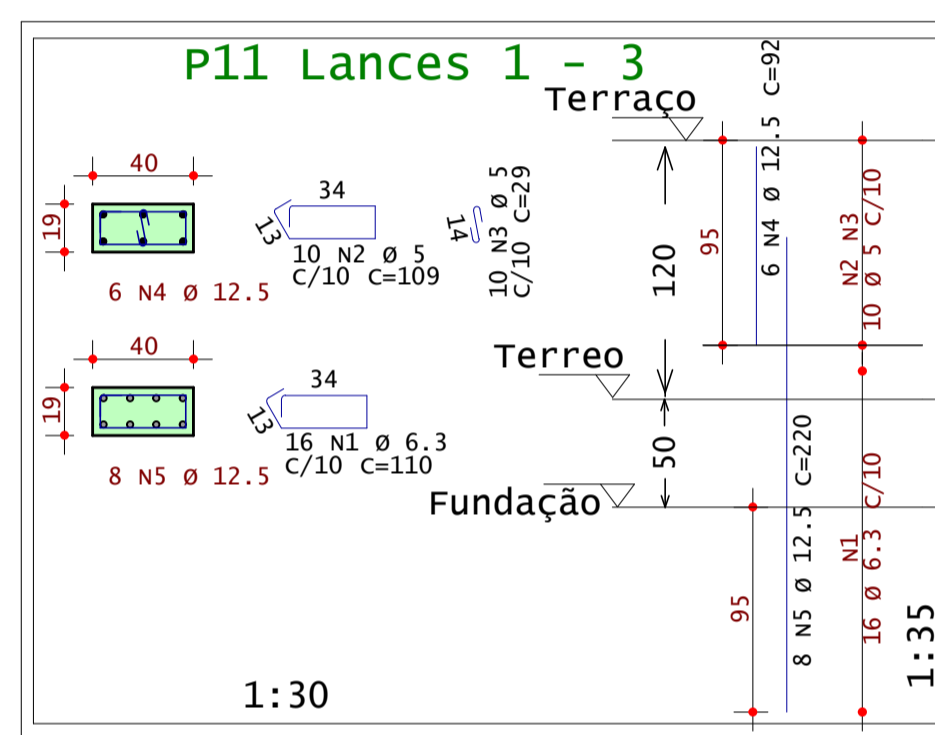 P11 Lances 1 - 3
Terraço
40
19
34
13
10 N2 Ø 5
C/10 C=109
14
10 N3 Ø 5
C/10 C=29
6 N4 Ø 12.5
120
95
6 N4 Ø 12.5 C=92
N2 N3
10 Ø 5 C/10
Terreo
40
19
34
13
16 N1 Ø 6.3
C/10 C=110
8 N5 Ø 12.5
50
Fundação
95
8 N5 Ø 12.5 C=220
N1
16 Ø 6.3 C/10
1:30
1:35